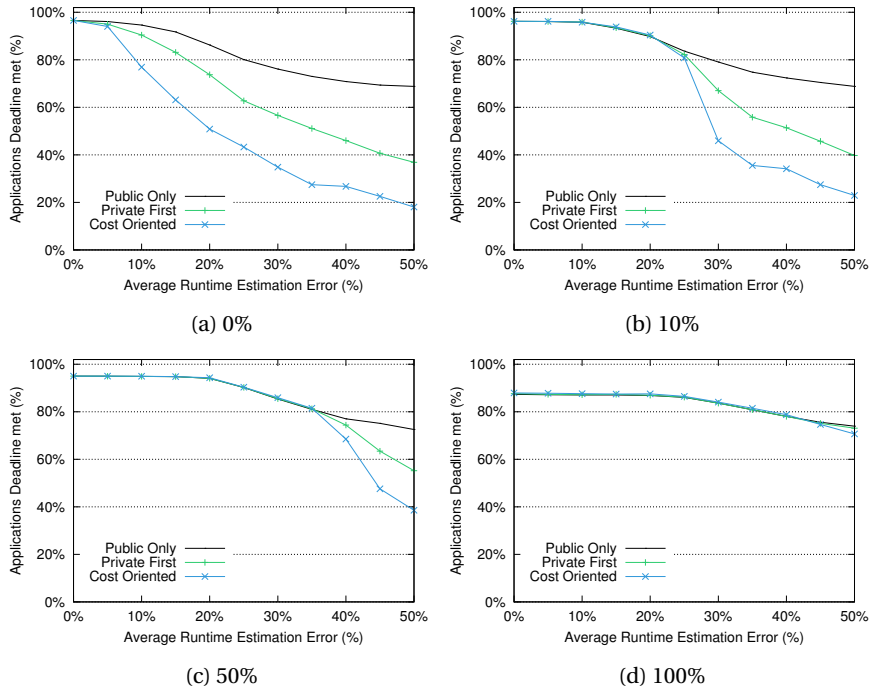 100%
80%
60%
40%
20%
0%
Applications Deadline met (%)
Public Only
Private First
Cost Oriented
0% 10% 20% 30% 40% 50%
Average Runtime Estimation Error (%)
(a) 0%
100%
80%
60%
40%
20%
0%
Applications Deadline met (%)
Public Only
Private First
Cost Oriented
0% 10% 20% 30% 40% 50%
Average Runtime Estimation Error (%)
(b) 10%
100%
80%
60%
40%
20%
0%
Applications Deadline met (%)
Public Only
Private First
Cost Oriented
0% 10% 20% 30% 40% 50%
Average Runtime Estimation Error (%)
(c) 50%
100%
80%
60%
40%
20%
0%
Applications Deadline met (%)
Public Only
Private First
Cost Oriented
0% 10% 20% 30% 40% 50%
Average Runtime Estimation Error (%)
(d) 100%